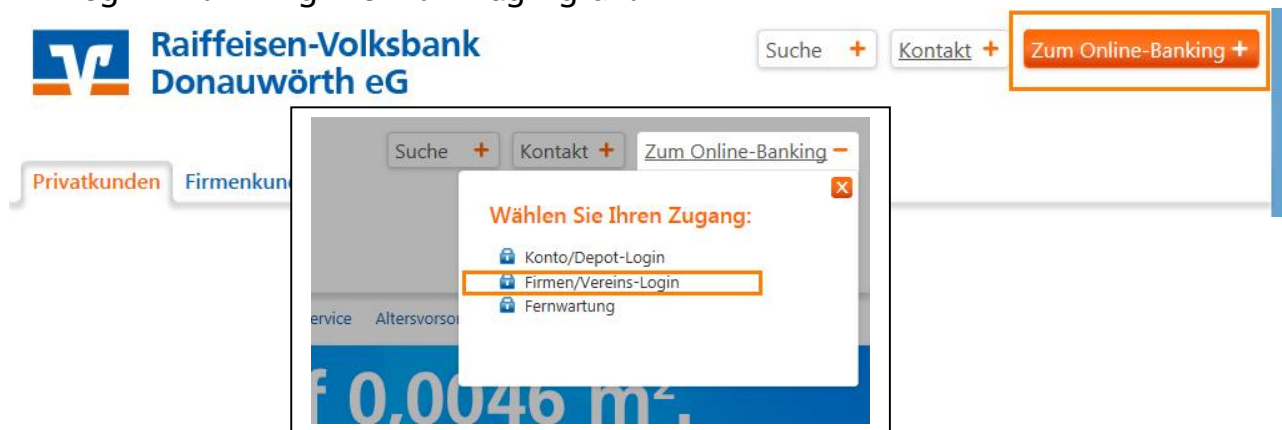 Raiffeisen-Volksbank
Donauwörth eG
Suche + Kontakt + Zum Online-Banking +
Privatkunden
Suche + Kontakt + Zum Online-Banking –
X
Wählen Sie Ihren Zugang:
Konto/Depot-Login
Firmen/Vereins-Login
Fernwartung
0,0046 m².